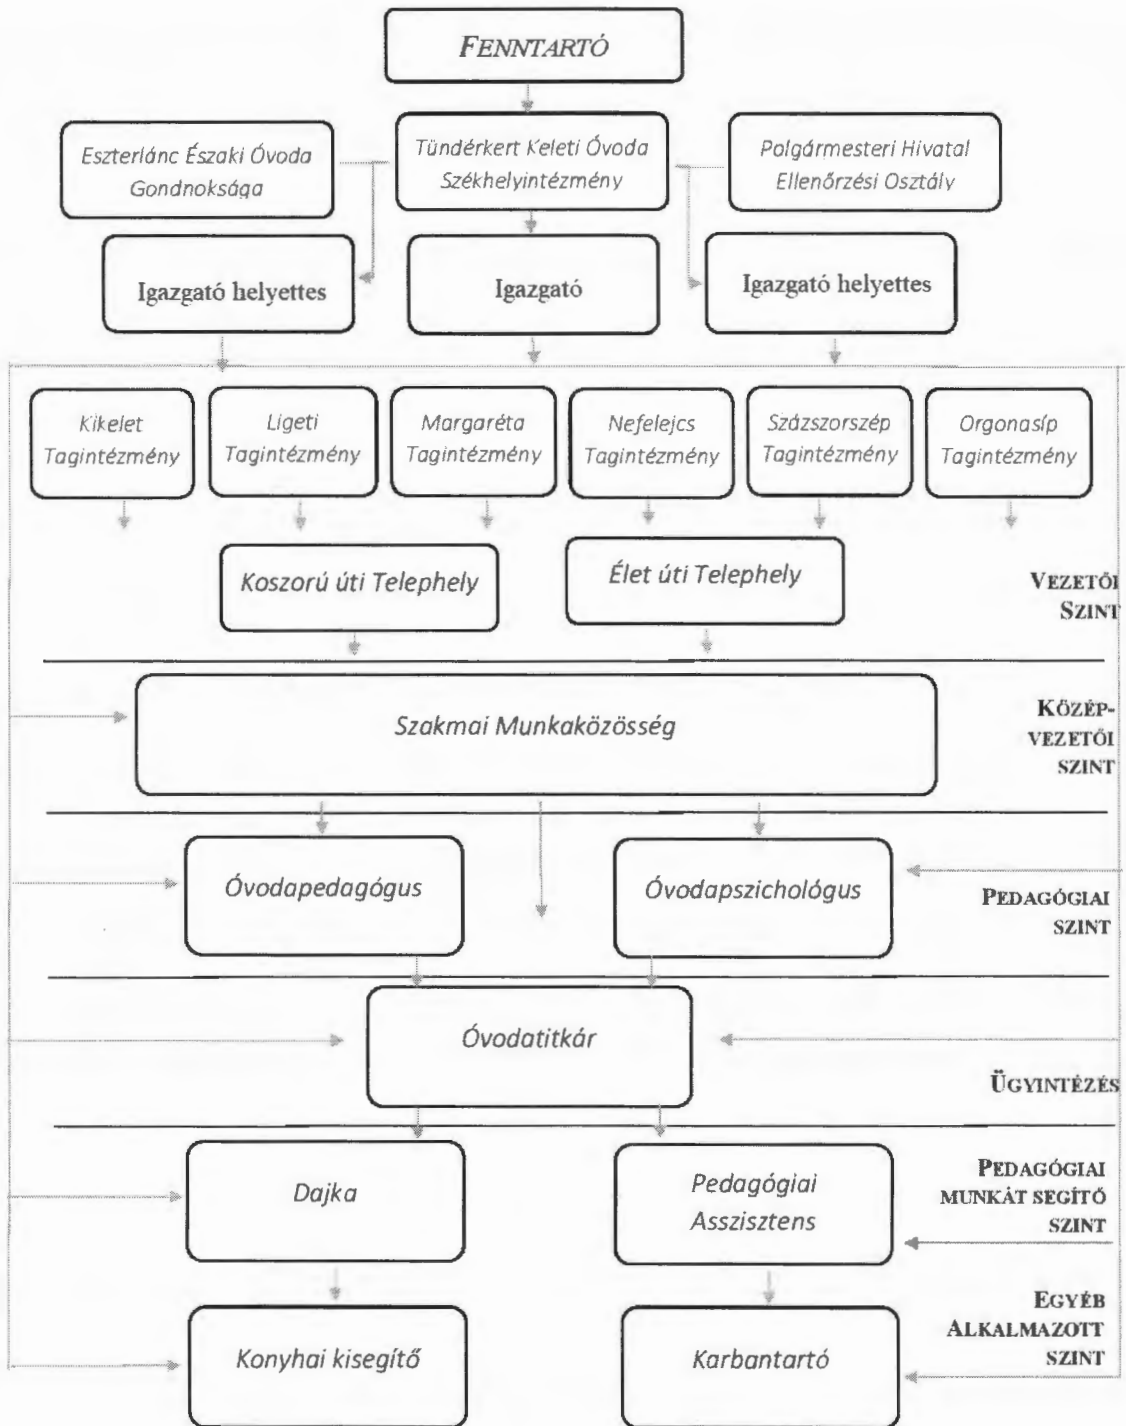 FENNTARTÓ
Eszterlánc Északi Óvoda
Gondnoksága
Tündérkert Keleti Óvoda
Székhelyintézmény
Polgármesteri Hivatal
Ellenőrzési Osztály
Igazgató helyettes
Igazgató
Igazgató helyettes
Kikelet
Tagintézmény
Ligeti
Tagintézmény
Margaréta
Tagintézmény
Nefelejcs
Tagintézmény
Százszorszép
Tagintézmény
Orgonasíp
Tagintézmény
Koszorú úti Telephely
Élet úti Telephely
VEZETŐI
SZINT
Szakmai Munkaközösség
KÖZÉP-
VEZETŐI
SZINT
Óvodapedagógus
Óvodapszichológus
PEDAGÓGIAI
SZINT
Óvodatitkár
ÜGYINTÉZÉS
Dajka
Pedagógiai
Asszisztens
PEDAGÓGIAI
MUNKÁT SEGÍTŐ
SZINT
Konyhai kisegítő
Karbantartó
EGYÉB
ALKALMAZOTT
SZINT